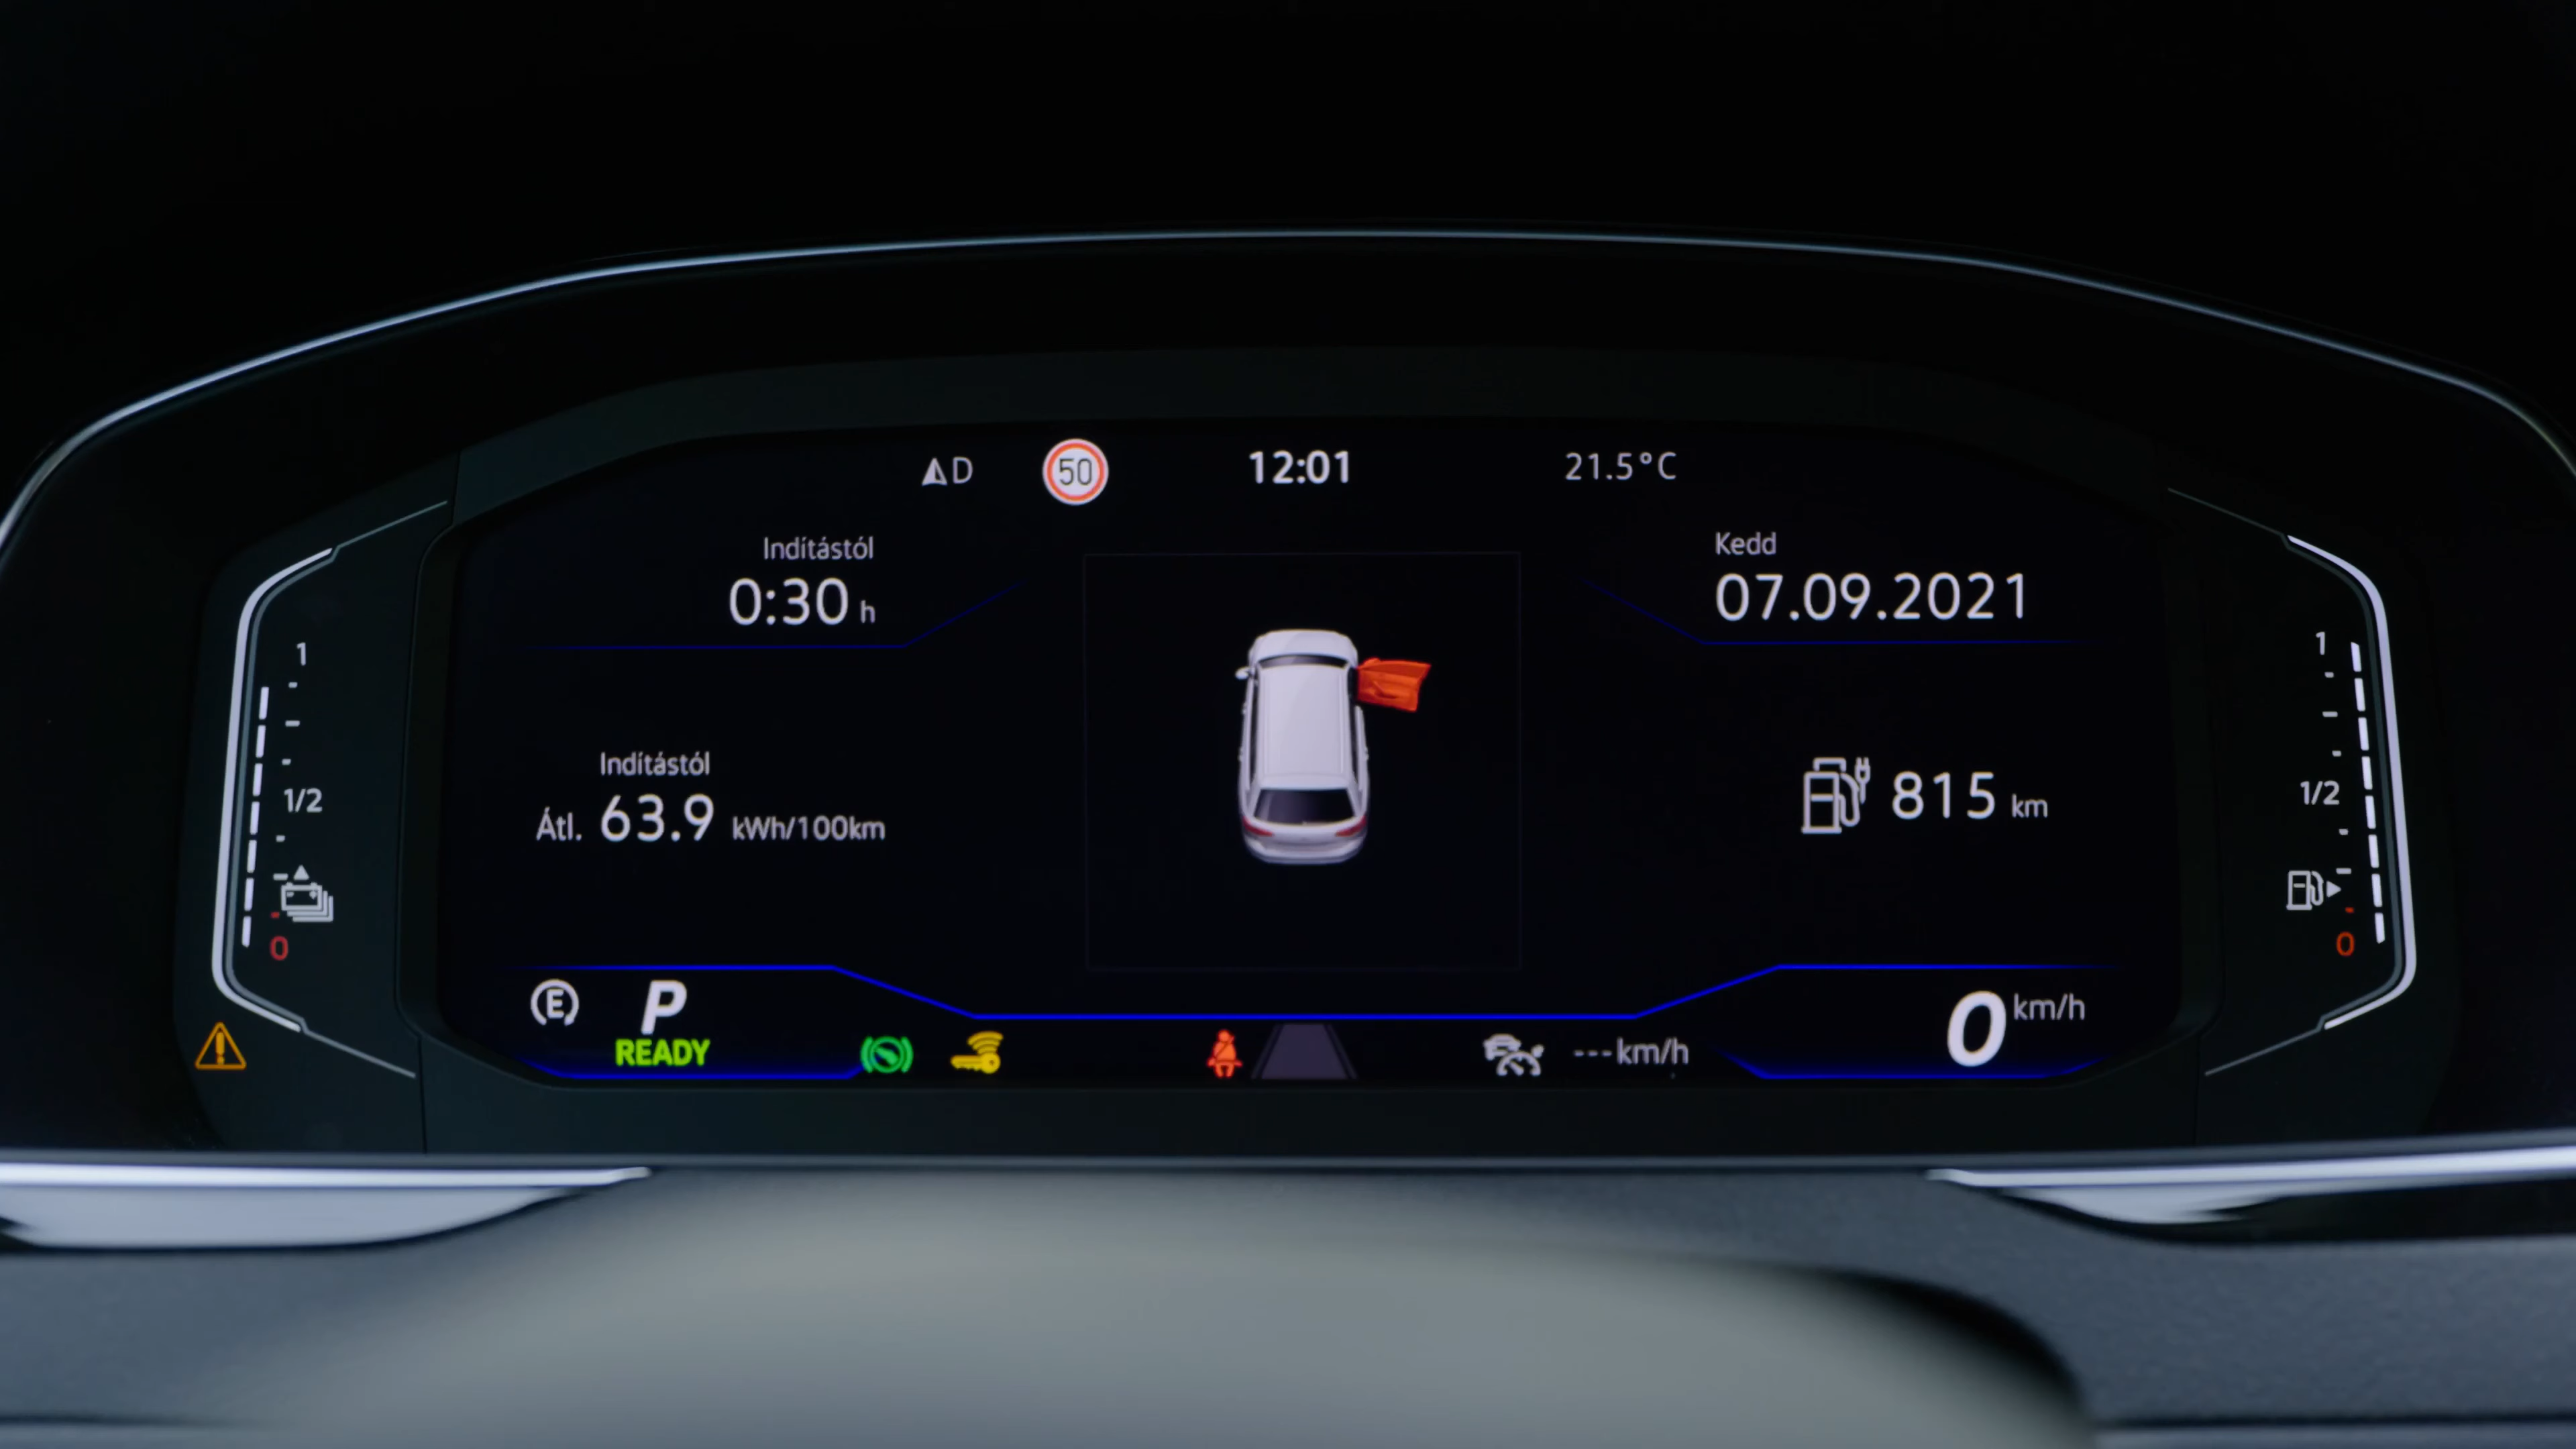 D 50 12:01 21.5°C
Indítástól
0:30 h
Kedd
07.09.2021
1
1/2
0
Indítástól
Átl. 63.9 kWh/100km
815 km
1
1/2
0
E P
READY
---km/h
0 km/h